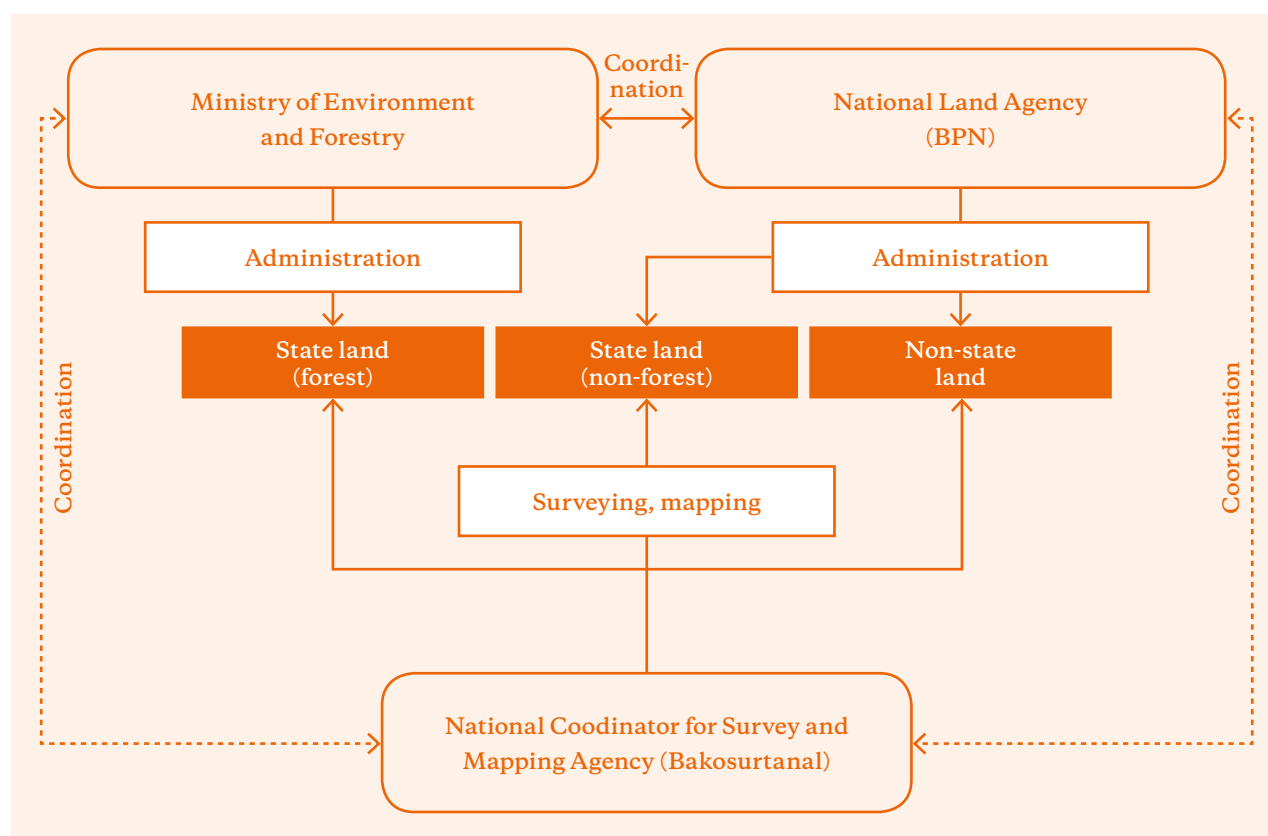 Coordi-
nation
Ministry of Environment
and Forestry
National Land Agency
(BPN)
Administration
Administration
State land
(forest)
State land
(non-forest)
Non-state
land
Coordination
Coordination
Surveying, mapping
National Coodinator for Survey and
Mapping Agency (Bakosurtanal)